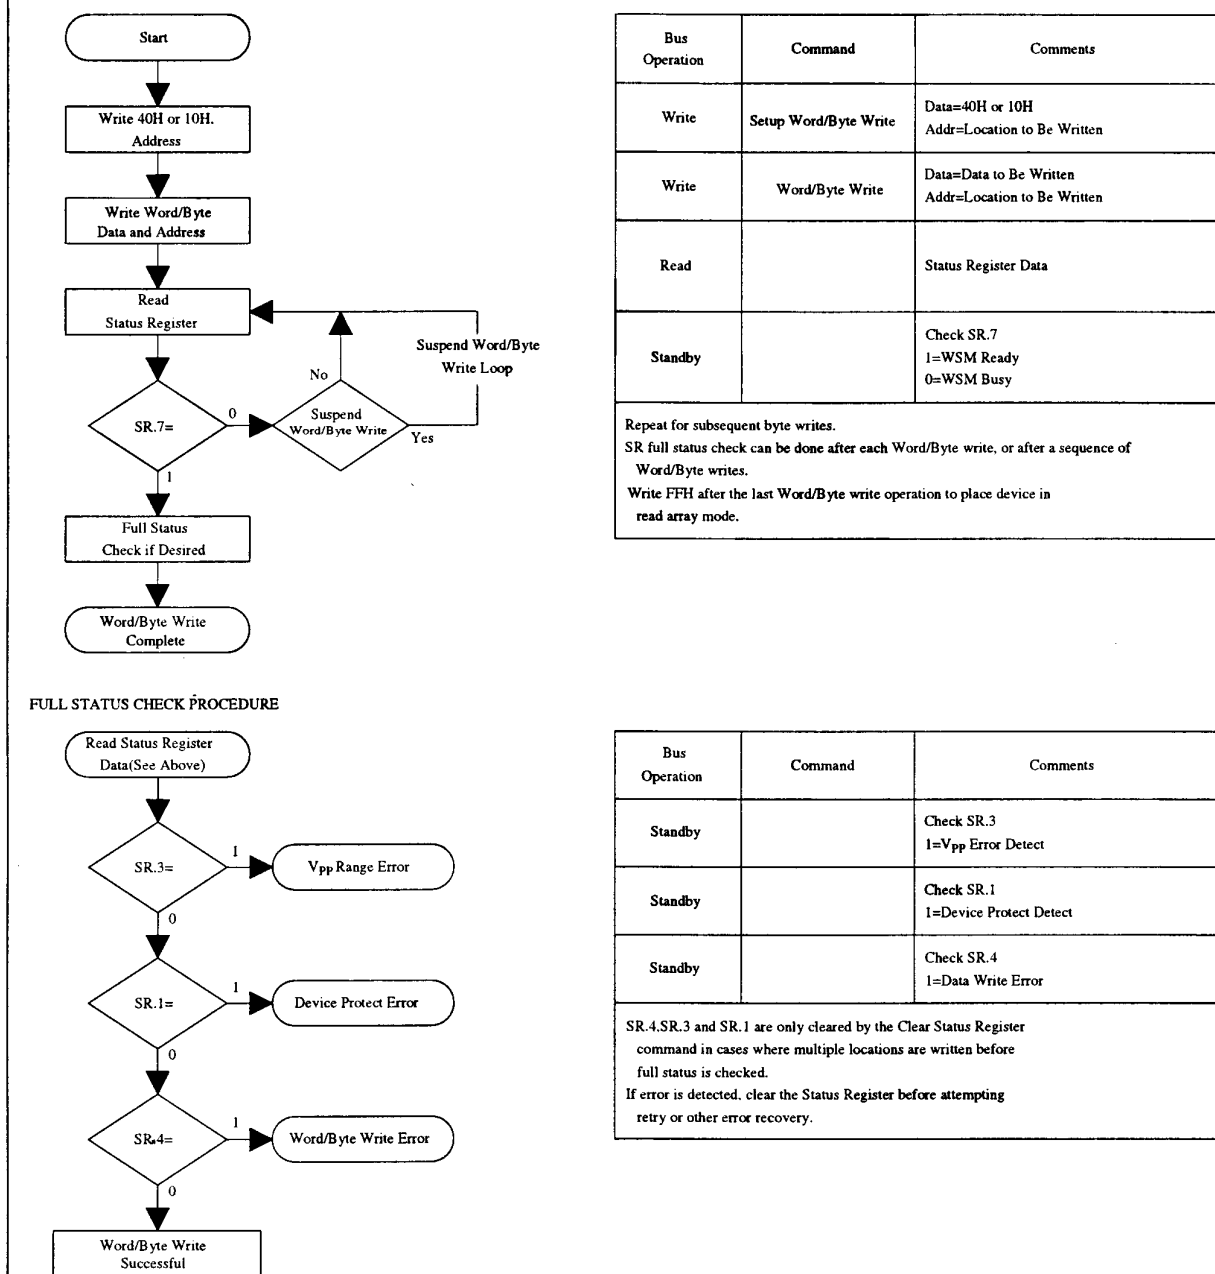 Start
Write 40H or 10H.
Address
Write Word/Byte
Data and Address
Read
Status Register
Suspend Word/Byte
Write Loop
No
SR.7=
0
Suspend
Word/Byte Write
Yes
1
Full Status
Check if Desired
Word/Byte Write
Complete
Bus
Operation
Command
Comments
Write
Setup Word/Byte Write
Data=40H or 10H
Addr=Location to Be Written
Write
Word/Byte Write
Data=Data to Be Written
Addr=Location to Be Written
Read
Status Register Data
Standby
Check SR.7
1=WSM Ready
0=WSM Busy
Repeat for subsequent byte writes.
SR full status check can be done after each Word/Byte write, or after a sequence of
Word/Byte writes.
Write FFH after the last Word/Byte write operation to place device in
read array mode.
FULL STATUS CHECK PROCEDURE
Read Status Register
Data(See Above)
SR.3=
1
VPP Range Error
0
SR.1=
1
Device Protect Error
0
SR.4=
1
Word/Byte Write Error
0
Word/Byte Write
Successful
Bus
Operation
Command
Comments
Standby
Check SR.3
1=VPP Error Detect
Standby
Check SR.1
1=Device Protect Detect
Standby
Check SR.4
1=Data Write Error
SR.4,SR.3 and SR.1 are only cleared by the Clear Status Register
command in cases where multiple locations are written before
full status is checked.
If error is detected, clear the Status Register before attempting
retry or other error recovery.